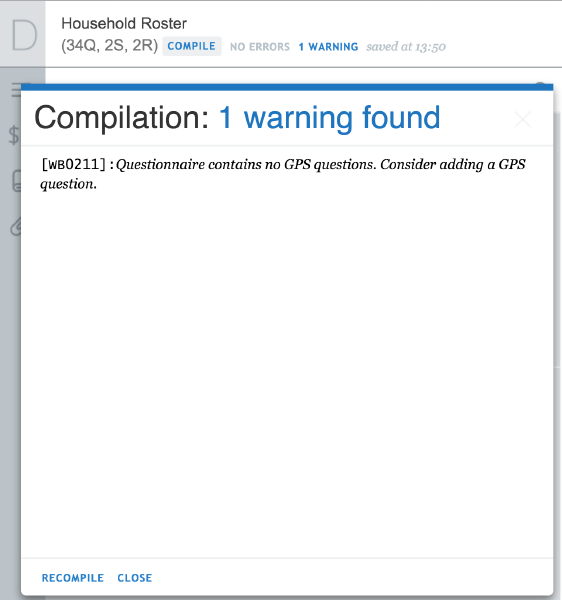 D
Household Roster
(34Q, 2S, 2R) COMPILE NO ERRORS 1 WARNING saved at 13:50
Compilation: 1 warning found
[WB0211]: Questionnaire contains no GPS questions. Consider adding a GPS
question.
RECOMPILE CLOSE